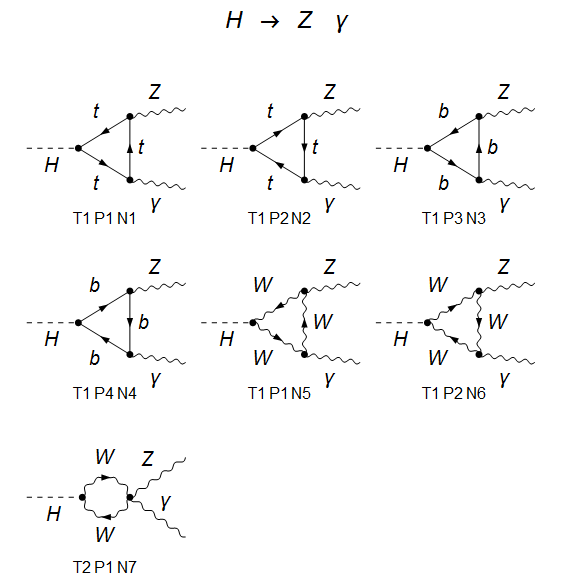 H → Z γ
t Z
t
H
t γ
T1 P1 N1
t Z
t
H
t γ
T1 P2 N2
b Z
b
H
b γ
T1 P3 N3
b Z
b
H
b γ
T1 P4 N4
W Z
W
H
W γ
T1 P1 N5
W Z
W
H
W γ
T1 P2 N6
W Z
γ
H
W
T2 P1 N7